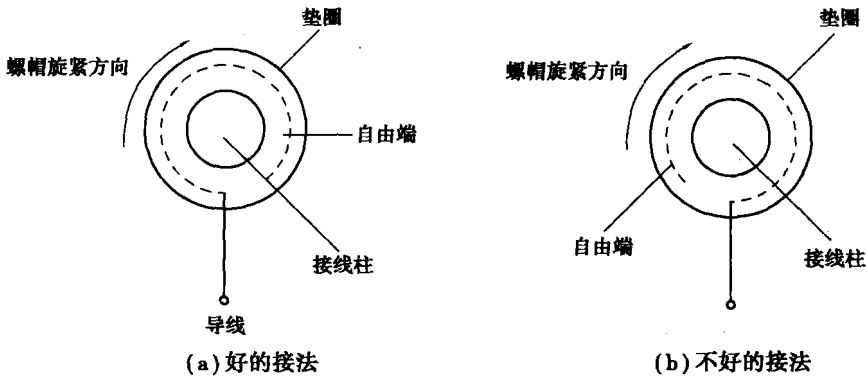 垫圈
螺帽旋紧方向
自由端
接线柱
导线
(a)好的接法
垫圈
螺帽旋紧方向
自由端
接线柱
(b)不好的接法